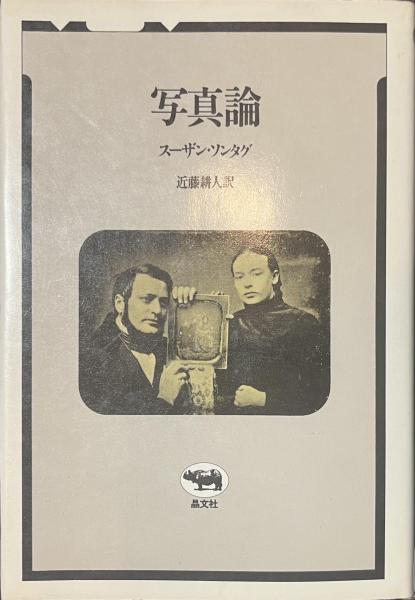 写真論
スーザン・ソンタグ
近藤耕人訳
晶文社